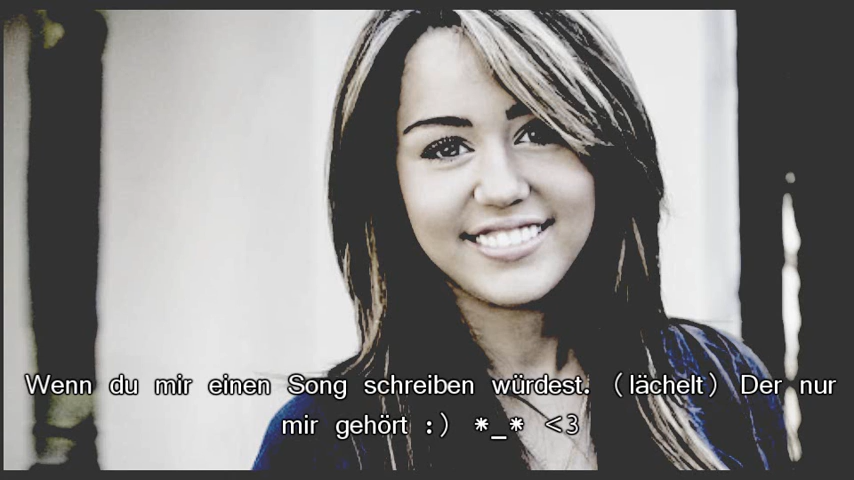 Wenn du mir einen Song schreiben würdest. (lächelt) Der nur
mir gehört :) *_* <3